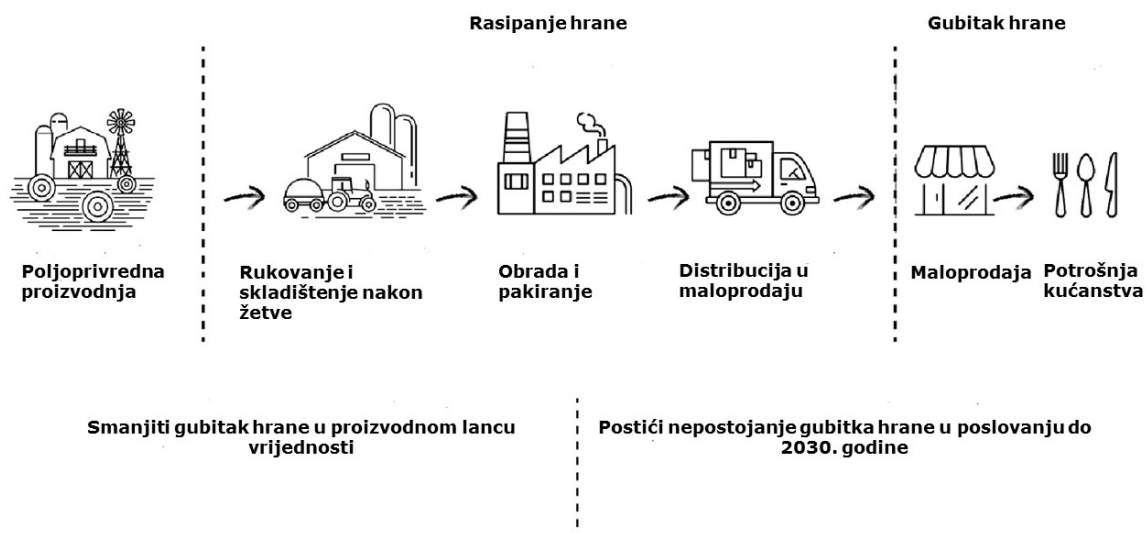 Rasipanje hrane
Gubitak hrane
Poljoprivredna
proizvodnja
Rukovanje i
skladištenje nakon
žetve
Obrada i
pakiranje
Distribucija u
maloprodaju
Maloprodaja
Potrošnja
kućanstva
Smanjiti gubitak hrane u proizvodnom lancu
vrijednosti
Postići nepostojanje gubitka hrane u poslovanju do
2030. godine